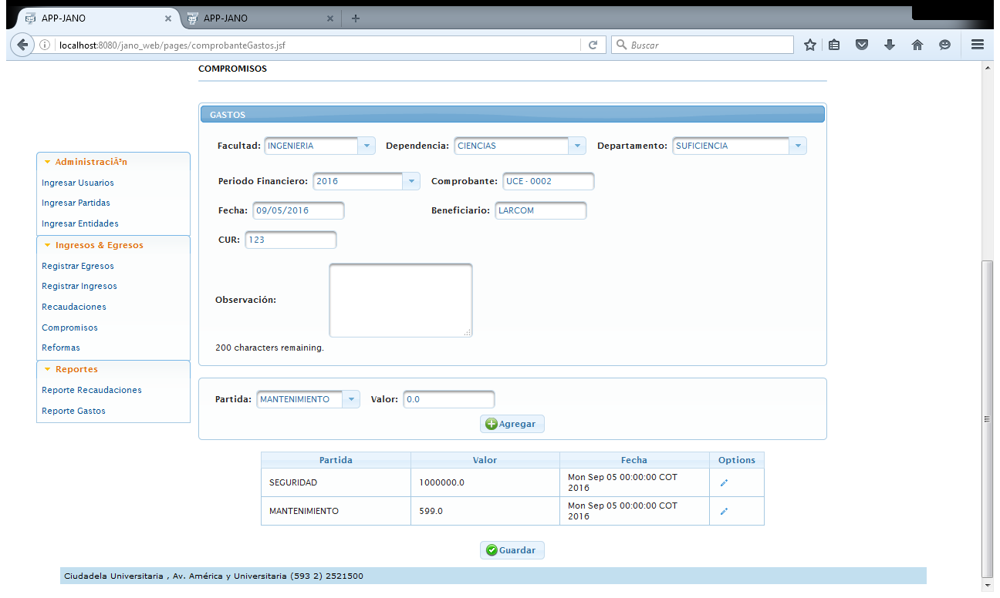 APP-JANO
APP-JANO
localhost:8080/jano_web/pages/comprobanteGastos.jsf
Buscar
COMPROMISOS
GASTOS
Facultad: INGENIERIA Dependencia: CIENCIAS Departamento: SUFICIENCIA
Periodo Financiero: 2016 Comprobante: UCE - 0002
Fecha: 09/05/2016 Beneficiario: LARCOM
CUR: 123
Observación:
200 characters remaining.
AdministraciÃ³n
Ingresar Usuarios
Ingresar Partidas
Ingresar Entidades
Ingresos & Egresos
Registrar Egresos
Registrar Ingresos
Recaudaciones
Compromisos
Reformas
Reportes
Reporte Recaudaciones
Reporte Gastos
Partida: MANTENIMIENTO Valor: 0.0
Agregar
Partida Valor Fecha Options
SEGURIDAD 1000000.0 Mon Sep 05 00:00:00 COT
2016
MANTENIMIENTO 599.0 Mon Sep 05 00:00:00 COT
2016
Guardar
Ciudadela Universitaria , Av. América y Universitaria (593 2) 2521500